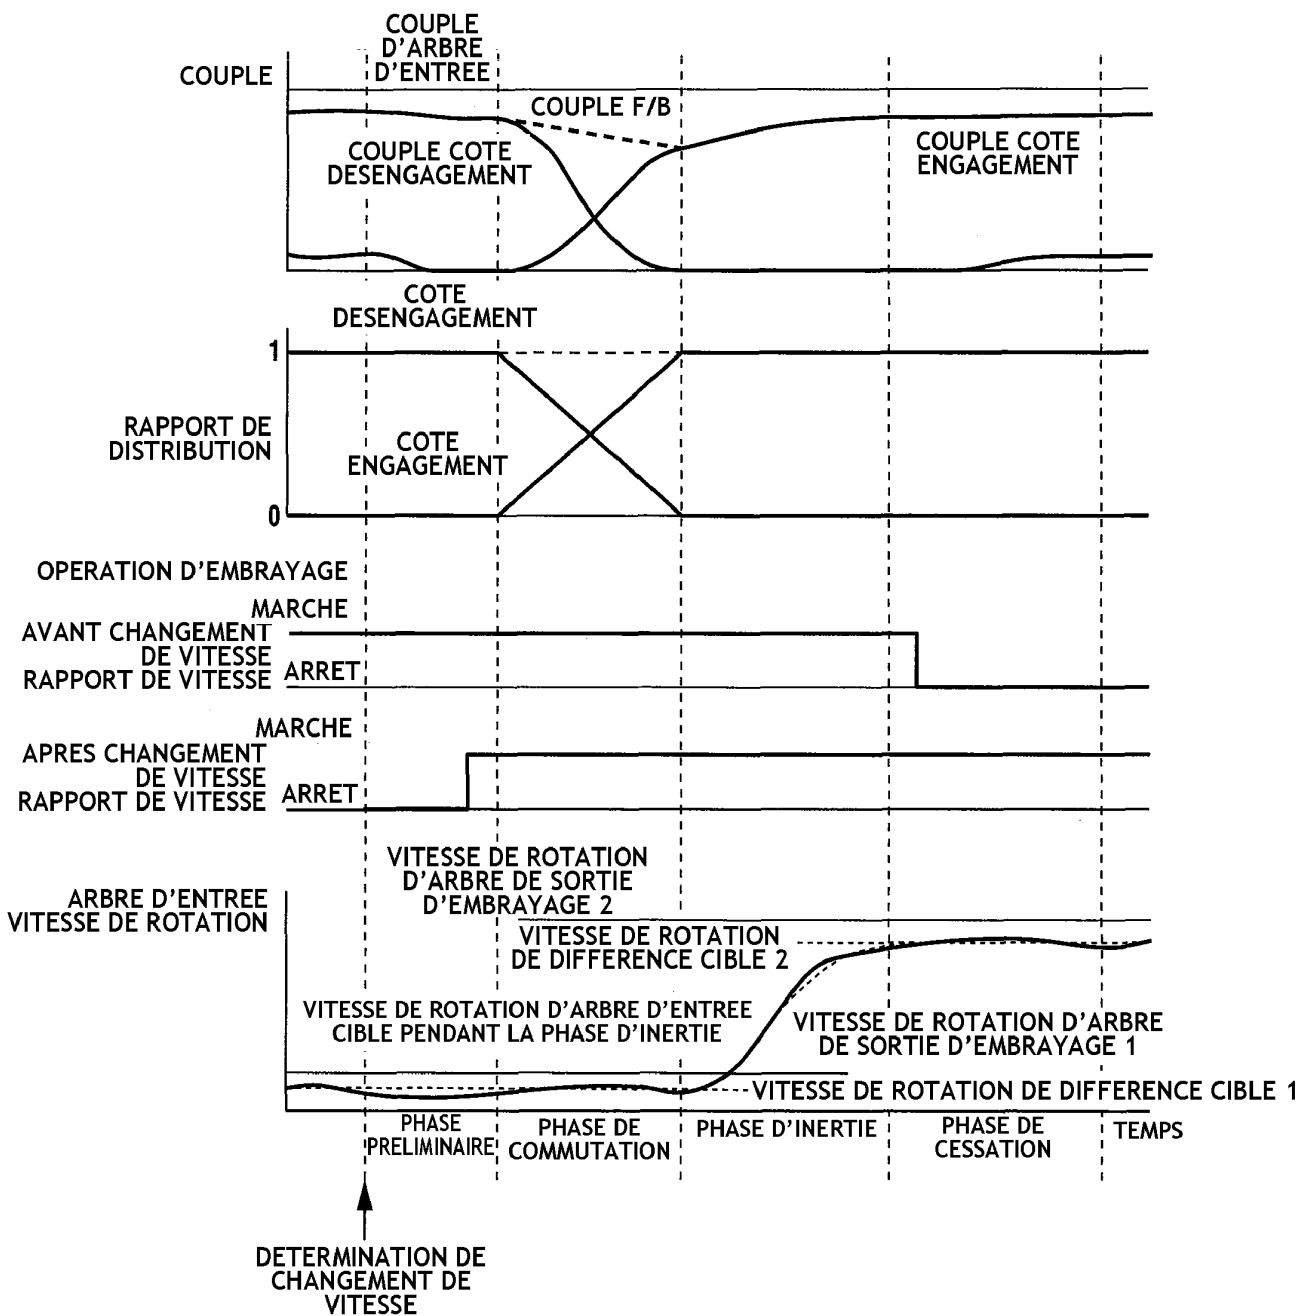 COUPLE
D'ARBRE
D'ENTREE
COUPLE
COUPLE F/B
COUPLE COTE
DESENGAGEMENT
COUPLE COTE
ENGAGEMENT
COTE
DESENGAGEMENT
1
RAPPORT DE
DISTRIBUTION
COTE
ENGAGEMENT
0
OPERATION D'EMBRAYAGE
MARCHE
AVANT CHANGEMENT
DE VITESSE
RAPPORT DE VITESSE
ARRET
MARCHE
APRES CHANGEMENT
DE VITESSE
RAPPORT DE VITESSE
ARRET
VITESSE DE ROTATION
D'ARBRE DE SORTIE
D'EMBRAYAGE 2
ARBRE D'ENTREE
VITESSE DE ROTATION
VITESSE DE ROTATION
DE DIFFERENCE CIBLE 2
VITESSE DE ROTATION D'ARBRE D'ENTREE
CIBLE PENDANT LA PHASE D'INERTIE
VITESSE DE ROTATION D'ARBRE
DE SORTIE D'EMBRAYAGE 1
VITESSE DE ROTATION DE DIFFERENCE CIBLE 1
PHASE
PRELIMINAIRE
PHASE DE
COMMUTATION
PHASE D'INERTIE
PHASE DE
CESSATION
TEMPS
DETERMINATION DE
CHANGEMENT DE
VITESSE